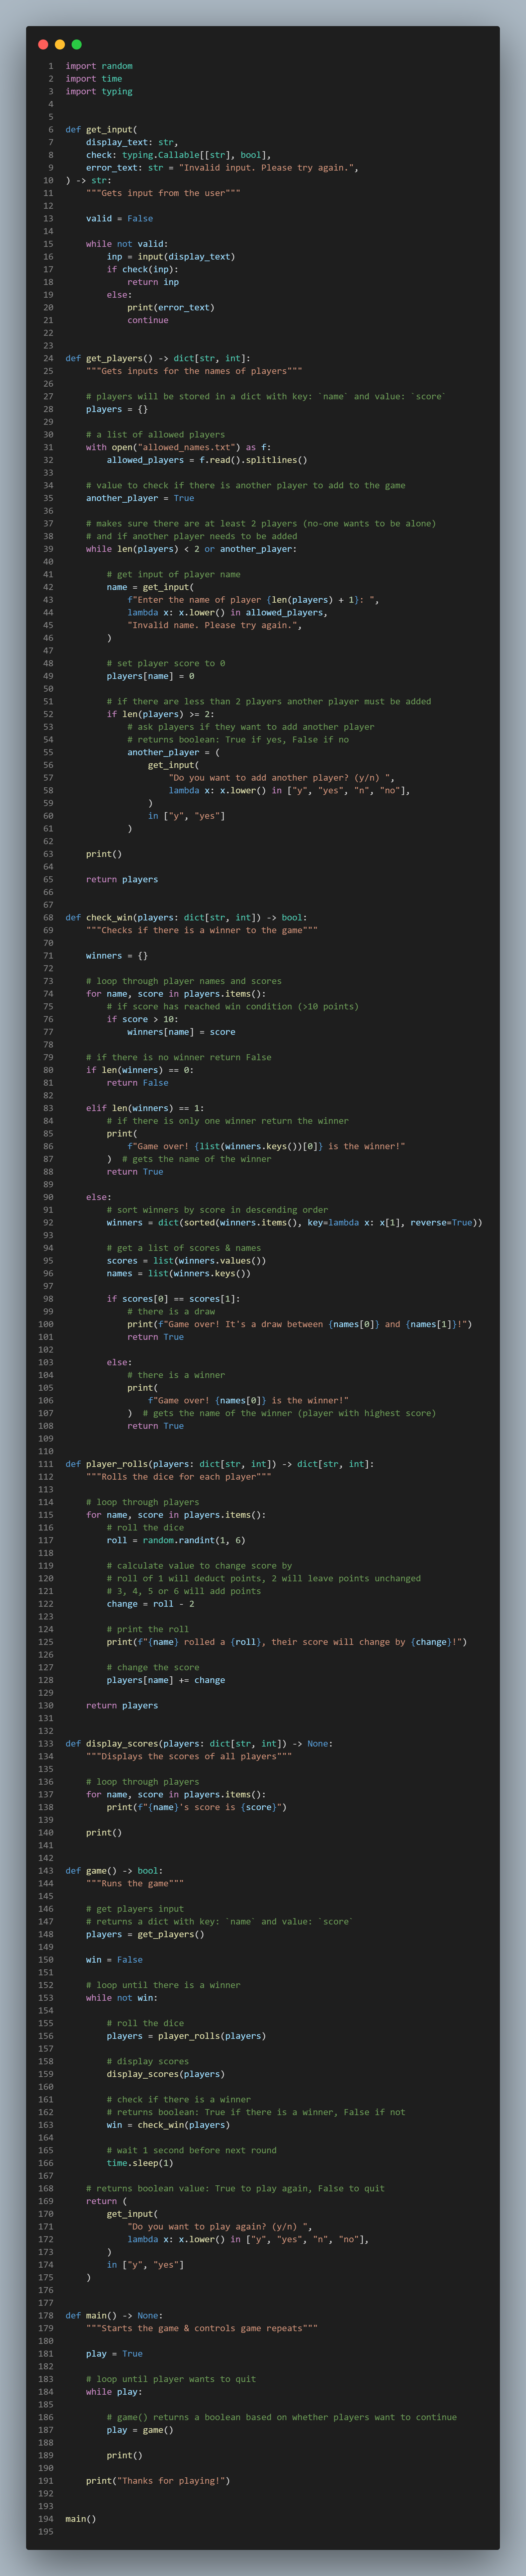 1 import random
2 import time
3 import typing
4
5
6 def get_input(
7     display_text: str,
8     check: typing.Callable[[str], bool],
9     error_text: str = "Invalid input. Please try again.",
10 ) -> str:
11     """Gets input from the user"""
12
13     valid = False
14
15     while not valid:
16         inp = input(display_text)
17         if check(inp):
18             return inp
19         else:
20             print(error_text)
21             continue
22
23
24 def get_players() -> dict[str, int]:
25     """Gets inputs for the names of players"""
26
27     # players will be stored in a dict with key: `name` and value: `score`
28     players = {}
29
30     # a list of allowed players
31     with open("allowed_names.txt") as f:
32         allowed_players = f.read().splitlines()
33
34     # value to check if there is another player to add to the game
35     another_player = True
36
37     # makes sure there are at least 2 players (no-one wants to be alone)
38     # and if another player needs to be added
39     while len(players) < 2 or another_player:
40
41         # get input of player name
42         name = get_input(
43             f"Enter the name of player {len(players) + 1}: ",
44             lambda x: x.lower() in allowed_players,
45             "Invalid name. Please try again.",
46         )
47
48         # set player score to 0
49         players[name] = 0
50
51         # if there are less than 2 players another player must be added
52         if len(players) >= 2:
53             # ask players if they want to add another player
54             # returns boolean: True if yes, False if no
55             another_player = (
56                 get_input(
57                     "Do you want to add another player? (y/n) ",
58                     lambda x: x.lower() in ["y", "yes", "n", "no"],
59                 )
60                 in ["y", "yes"]
61             )
62
63     print()
64
65     return players
66
67
68 def check_win(players: dict[str, int]) -> bool:
69     """Checks if there is a winner to the game"""
70
71     winners = {}
72
73     # loop through player names and scores
74     for name, score in players.items():
75         # if score has reached win condition (>10 points)
76         if score > 10:
77             winners[name] = score
78
79     # if there is no winner return False
80     if len(winners) == 0:
81         return False
82
83     elif len(winners) == 1:
84         # if there is only one winner return the winner
85         print(
86             f"Game over! {list(winners.keys())[0]} is the winner!"
87         )  # gets the name of the winner
88         return True
89
90     else:
91         # sort winners by score in descending order
92         winners = dict(sorted(winners.items(), key=lambda x: x[1], reverse=True))
93
94         # get a list of scores & names
95         scores = list(winners.values())
96         names = list(winners.keys())
97
98         if scores[0] == scores[1]:
99             # there is a draw
100             print(f"Game over! It's a draw between {names[0]} and {names[1]}!")
101             return True
102
103         else:
104             # there is a winner
105             print(
106                 f"Game over! {names[0]} is the winner!"
107             )  # gets the name of the winner (player with highest score)
108             return True
109
110
111 def player_rolls(players: dict[str, int]) -> dict[str, int]:
112     """Rolls the dice for each player"""
113
114     # loop through players
115     for name, score in players.items():
116         # roll the dice
117         roll = random.randint(1, 6)
118
119         # calculate value to change score by
120         # roll of 1 will deduct points, 2 will leave points unchanged
121         # 3, 4, 5 or 6 will add points
122         change = roll - 2
123
124         # print the roll
125         print(f"{name} rolled a {roll}, their score will change by {change}!")
126
127         # change the score
128         players[name] += change
129
130     return players
131
132
133 def display_scores(players: dict[str, int]) -> None:
134     """Displays the scores of all players"""
135
136     # loop through players
137     for name, score in players.items():
138         print(f"{name}'s score is {score}")
139
140     print()
141
142
143 def game() -> bool:
144     """Runs the game"""
145
146     # get players input
147     # returns a dict with key: `name` and value: `score`
148     players = get_players()
149
150     win = False
151
152     # loop until there is a winner
153     while not win:
154
155         # roll the dice
156         players = player_rolls(players)
157
158         # display scores
159         display_scores(players)
160
161         # check if there is a winner
162         # returns boolean: True if there is a winner, False if not
163         win = check_win(players)
164
165         # wait 1 second before next round
166         time.sleep(1)
167
168     # returns boolean value: True to play again, False to quit
169     return (
170         get_input(
171             "Do you want to play again? (y/n) ",
172             lambda x: x.lower() in ["y", "yes", "n", "no"],
173         )
174         in ["y", "yes"]
175     )
176
177
178 def main() -> None:
179     """Starts the game & controls game repeats"""
180
181     play = True
182
183     # loop until player wants to quit
184     while play:
185
186         # game() returns a boolean based on whether players want to continue
187         play = game()
188
189         print()
190
191     print("Thanks for playing!")
192
193
194 main()
195